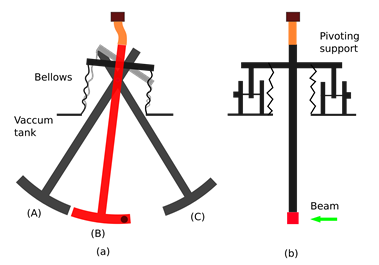 Bellows
Vaccum
tank
(A)
(B)
(C)
(a)
Pivoting
support
Beam
(b)